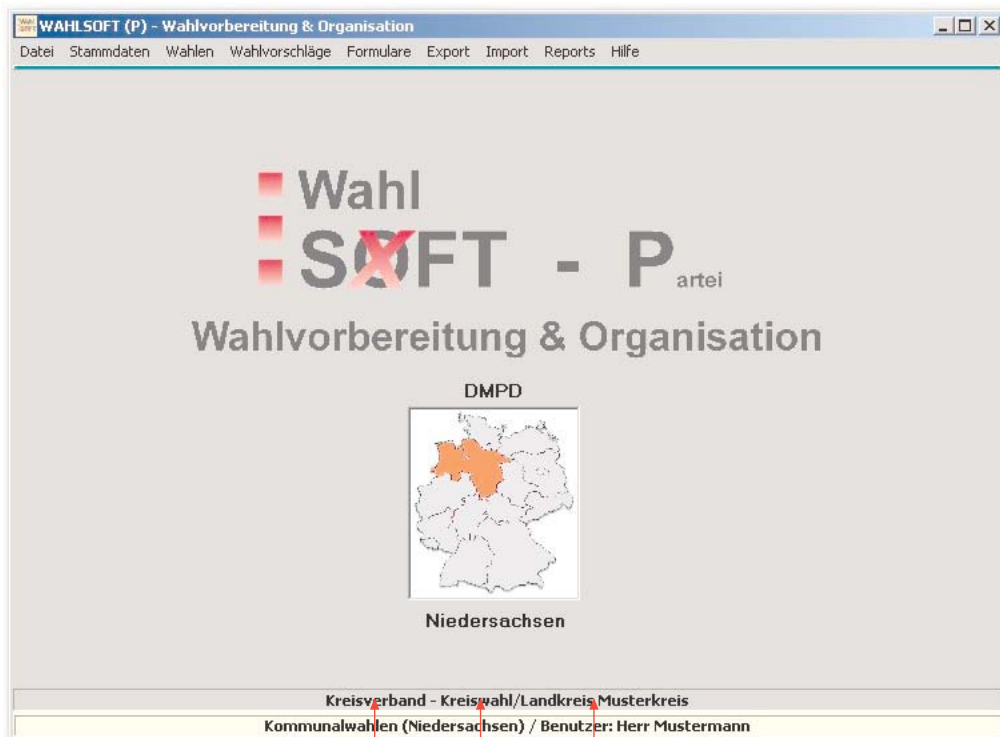 WAHLSOFT (P) - Wahlvorbereitung & Organisation
Datei Stammdaten Wahlen Wahlvorschläge Formulare Export Import Reports Hilfe
Wahl
SOFT - Partei
Wahlvorbereitung & Organisation
DMPD
Niedersachsen
Kreisverband - Kreiswahl/Landkreis Musterkreis
Kommunalwahlen (Niedersachsen) / Benutzer: Herr Mustermann